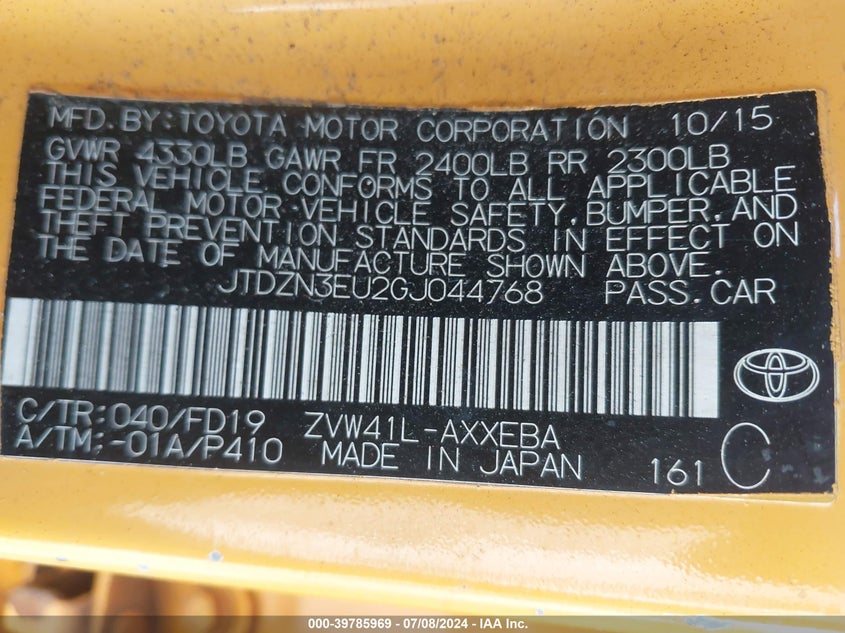 MFD. BY: TOYOTA MOTOR CORPORATION 10/15
GVWR 4330LB GAWR FR 2400LB RR 2300LB
THIS VEHICLE CONFORMS TO ALL APPLICABLE
FEDERAL MOTOR VEHICLE SAFETY, BUMPER, AND
THEFT PREVENTION STANDARDS IN EFFECT ON
THE DATE OF MANUFACTURE SHOWN ABOVE.
JTDZN3EU2GJ044768 PASS. CAR
C/TR: 040/FD19 ZVW41L-AXXEBA
A/TM: -01A/P410 MADE IN JAPAN 161 C
000-39785969 | 07/08/2024 - IAA Inc.